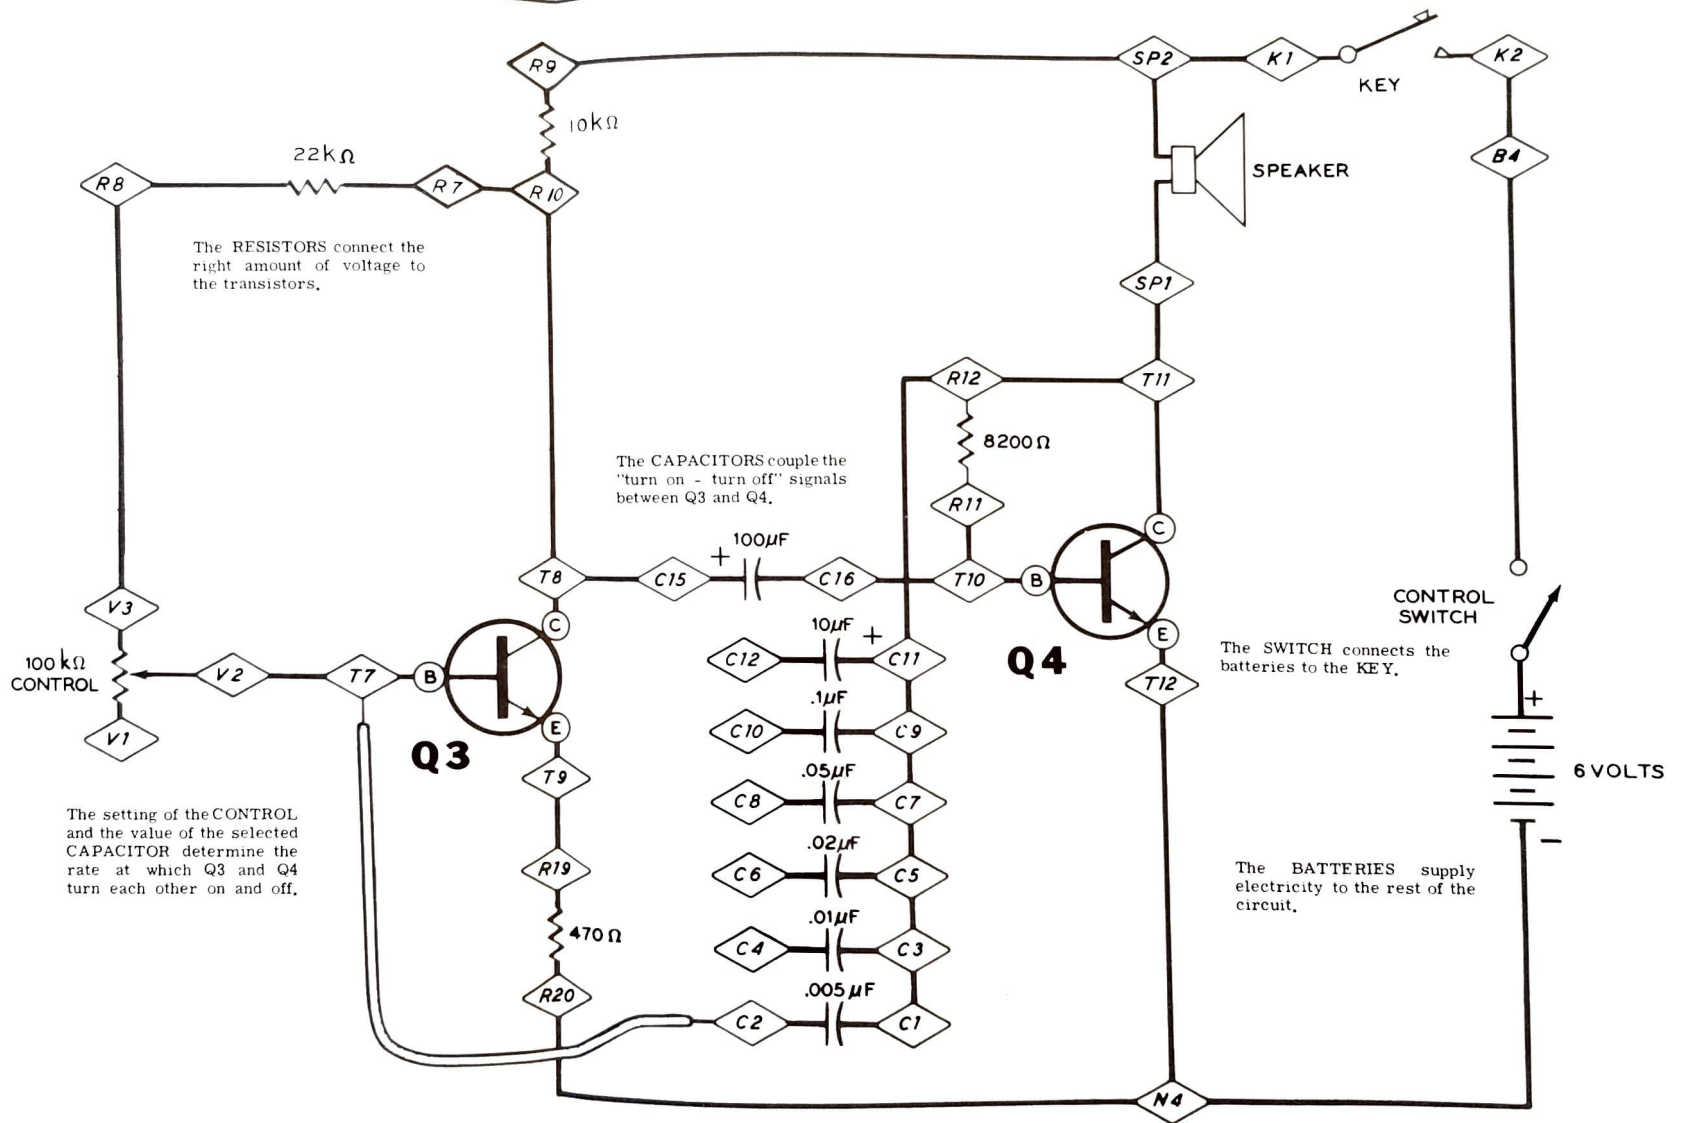 R9
SP2
K1
KEY
K2
10kΩ
22kΩ
B4
SPEAKER
R8
R7
R10
The RESISTORS connect the
right amount of voltage to
the transistors.
SP1
R12
T11
8200Ω
The CAPACITORS couple the
"turn on - turn off" signals
between Q3 and Q4.
R11
C
+
100µF
T8
C15
C16
T10
B
CONTROL
SWITCH
V3
C
10µF
+
E
Q4
The SWITCH connects the
batteries to the KEY.
100kΩ
CONTROL
V2
T7
B
C12
C11
T12
.1µF
+
V1
Q3
E
C10
C9
T9
.05µF
6 VOLTS
The setting of the CONTROL
and the value of the selected
CAPACITOR determine the
rate at which Q3 and Q4
turn each other on and off.
C8
C7
.02µF
−
R19
C6
C5
The BATTERIES supply
electricity to the rest of the
circuit.
.01µF
470Ω
C4
C3
R20
.005µF
C2
C1
N4